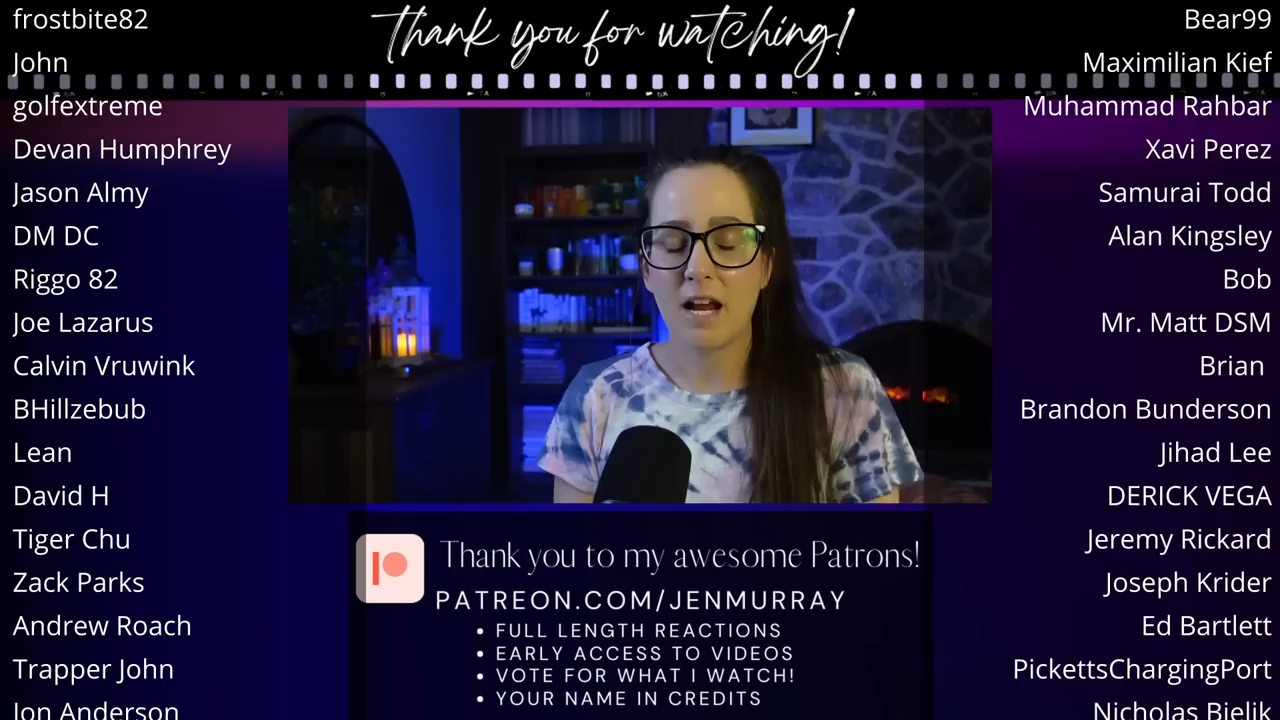 Thank you for watching!
frostbite82
John
golfextreme
Devan Humphrey
Jason Almy
DM DC
Riggo 82
Joe Lazarus
Calvin Vruwink
BHillzebub
Lean
David H
Tiger Chu
Zack Parks
Andrew Roach
Trapper John
Jon Anderson
Bear99
Maximilian Kief
Muhammad Rahbar
Xavi Perez
Samurai Todd
Alan Kingsley
Bob
Mr. Matt DSM
Brian
Brandon Bunderson
Jihad Lee
DERICK VEGA
Jeremy Rickard
Joseph Krider
Ed Bartlett
PickettsChargingPort
Nicholas Bielik
Thank you to my awesome Patrons!
PATREON.COM/JENMURRAY
• FULL LENGTH REACTIONS
• EARLY ACCESS TO VIDEOS
• VOTE FOR WHAT I WATCH!
• YOUR NAME IN CREDITS